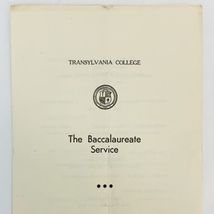 TRANSYLVANIA COLLEGE
The Baccalaureate
Service